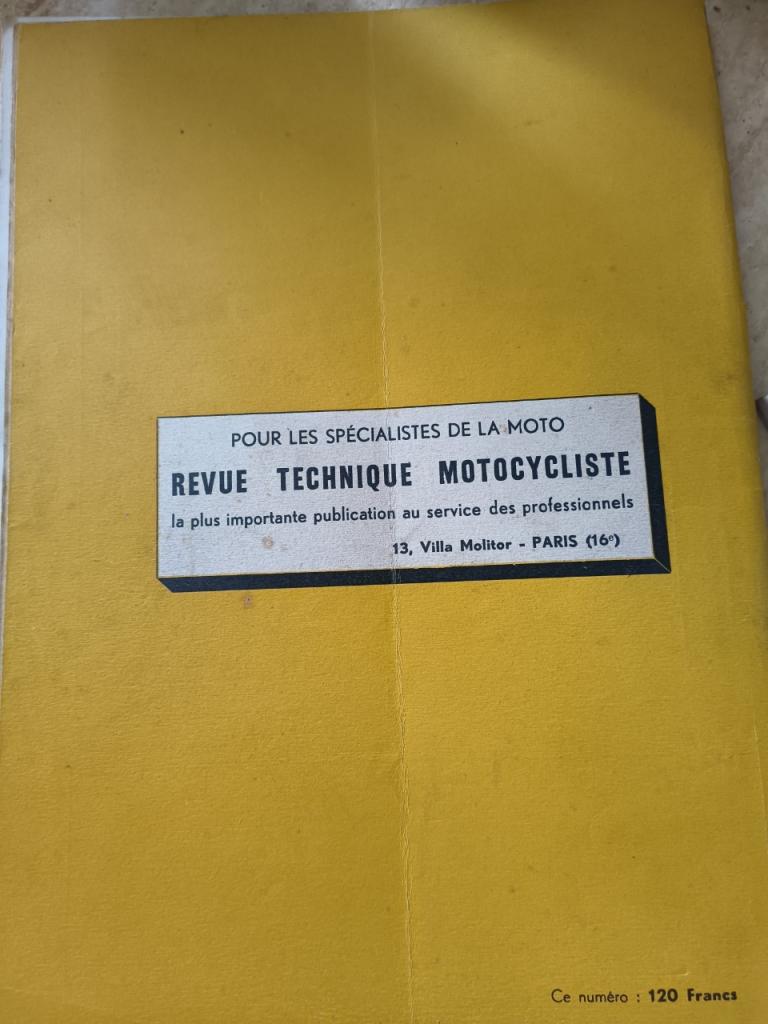 POUR LES SPÉCIALISTES DE LA MOTO
REVUE TECHNIQUE MOTOCYCLISTE
la plus importante publication au service des professionnels
13, Villa Molitor - PARIS (16e)
Ce numéro : 120 Francs